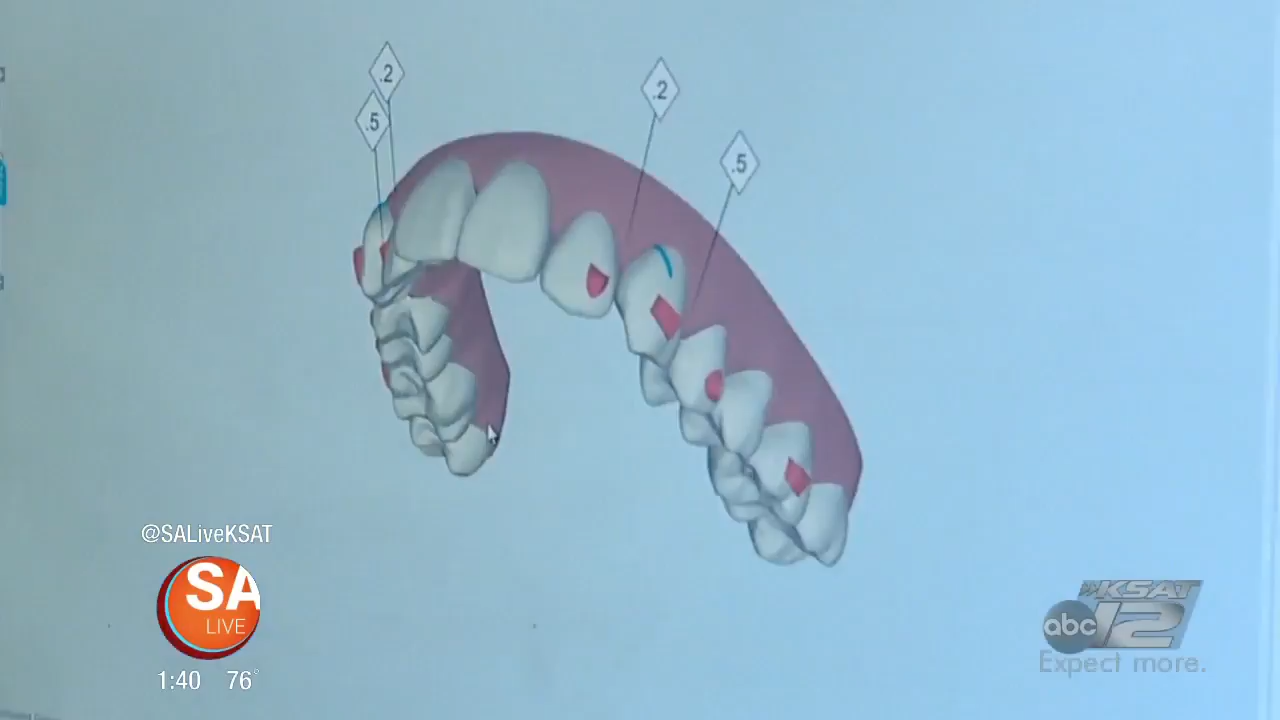 .2
.5
.2
.5
@SALiveKSAT
SA
LIVE
1:40 76°
KSAT
abc 12
Expect more.